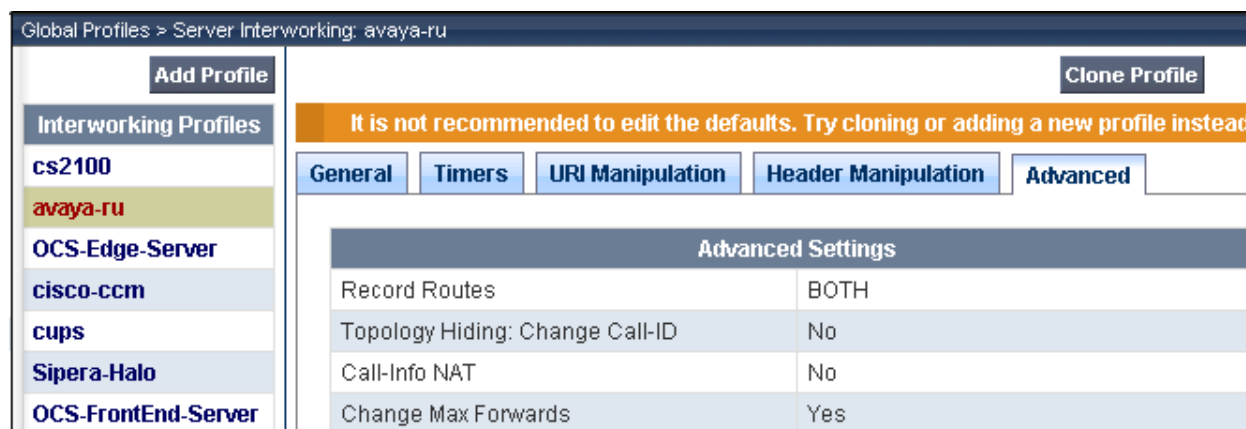 Global Profiles > Server Interworking: avaya-ru
Add Profile
Clone Profile
Interworking Profiles
cs2100
avaya-ru
OCS-Edge-Server
cisco-ccm
cups
Sipera-Halo
OCS-FrontEnd-Server
It is not recommended to edit the defaults. Try cloning or adding a new profile instead
General Timers URI Manipulation Header Manipulation Advanced
Advanced Settings
Record Routes BOTH
Topology Hiding: Change Call-ID No
Call-Info NAT No
Change Max Forwards Yes